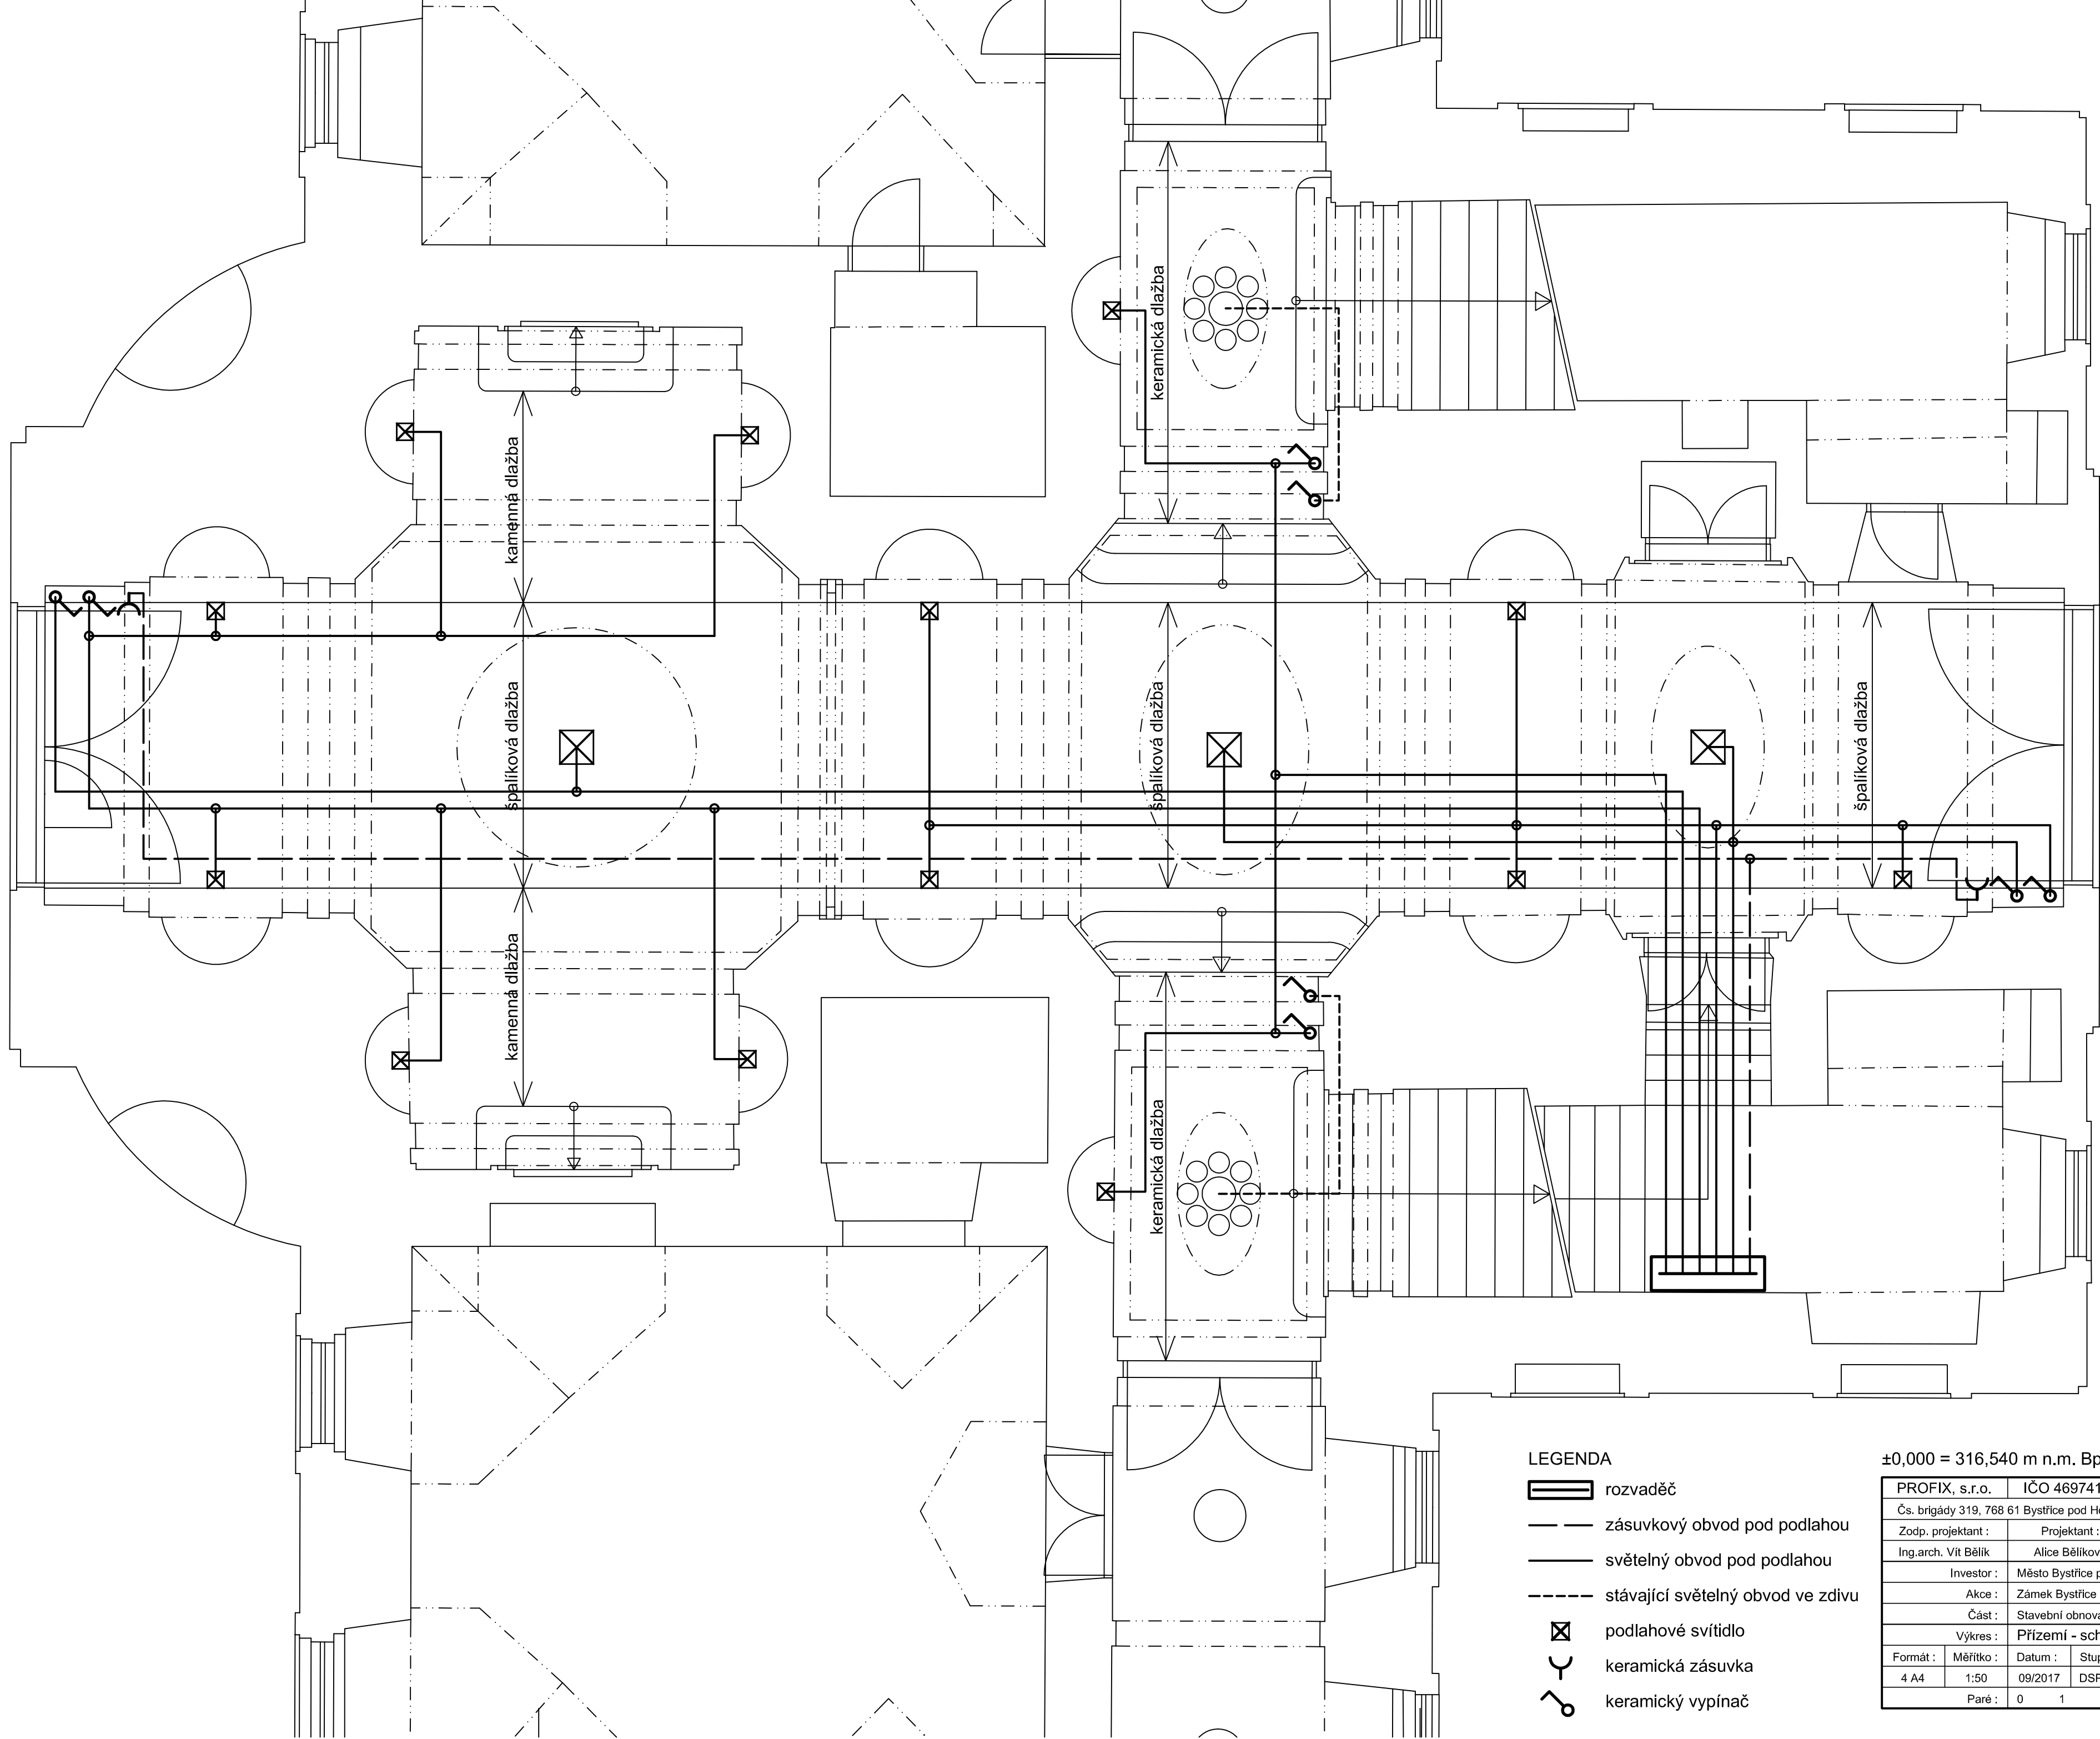 keramická dlažba
kamenná dlažba
špalíková dlažba
špalíková dlažba
špalíková dlažba
kamenná dlažba
keramická dlažba
LEGENDA
rozvaděč
zásuvkový obvod pod podlahou
světelný obvod pod podlahou
stávající světelný obvod ve zdivu
podlahové svítidlo
keramická zásuvka
keramický vypínač
±0,000 = 316,540 m n.m. Bp
PROFIX, s.r.o. IČO 469741
Čs. brigády 319, 768 61 Bystřice pod H
Zodp. projektant : Projektant :
Ing.arch. Vít Bělík Alice Bělíkov
Investor : Město Bystřice p
Akce : Zámek Bystřice
Část : Stavební obnova
Výkres : Přízemí - sch
Formát : Měřítko : Datum : Stup
4 A4 1:50 09/2017 DSP
Paré : 0 1